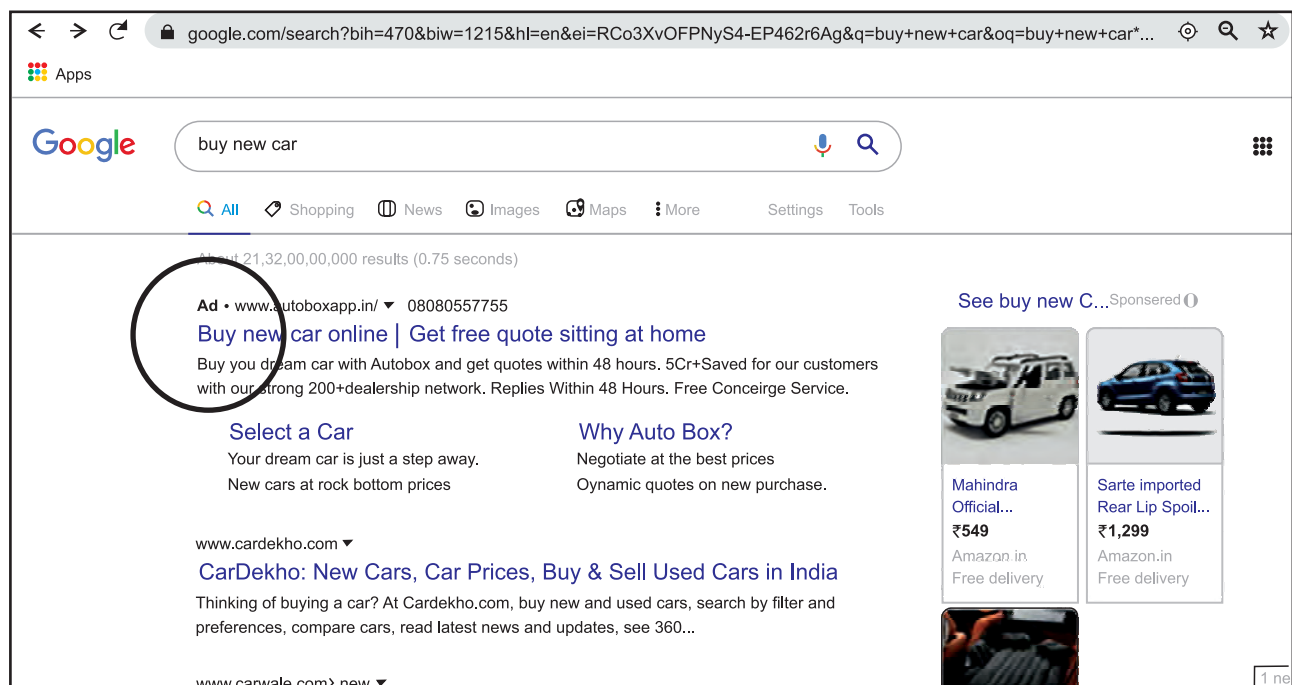 google.com/search?bih=470&biw=1215&hl=en&ei=RCo3XvOFPNyS4-EP462r6Ag&q=buy+new+car&oq=buy+new+car*...
Apps
Google
buy new car
All Shopping News Images Maps More Settings Tools
About 21,32,00,00,000 results (0.75 seconds)
Ad • www.autoboxapp.in/ 08080557755
Buy new car online | Get free quote sitting at home
Buy you dream car with Autobox and get quotes within 48 hours. 5Cr+Saved for our customers
with our strong 200+dealership network. Replies Within 48 Hours. Free Conceirge Service.
Select a Car
Your dream car is just a step away.
New cars at rock bottom prices
Why Auto Box?
Negotiate at the best prices
Oynamic quotes on new purchase.
www.cardekho.com
CarDekho: New Cars, Car Prices, Buy & Sell Used Cars in India
Thinking of buying a car? At Cardekho.com, buy new and used cars, search by filter and
preferences, compare cars, read latest news and updates, see 360...
www.carwale.com› new
See buy new C... Sponsored
Mahindra
Official...
₹549
Amazon.in
Free delivery
Sarte imported
Rear Lip Spoil...
₹1,299
Amazon.in
Free delivery
1 ne